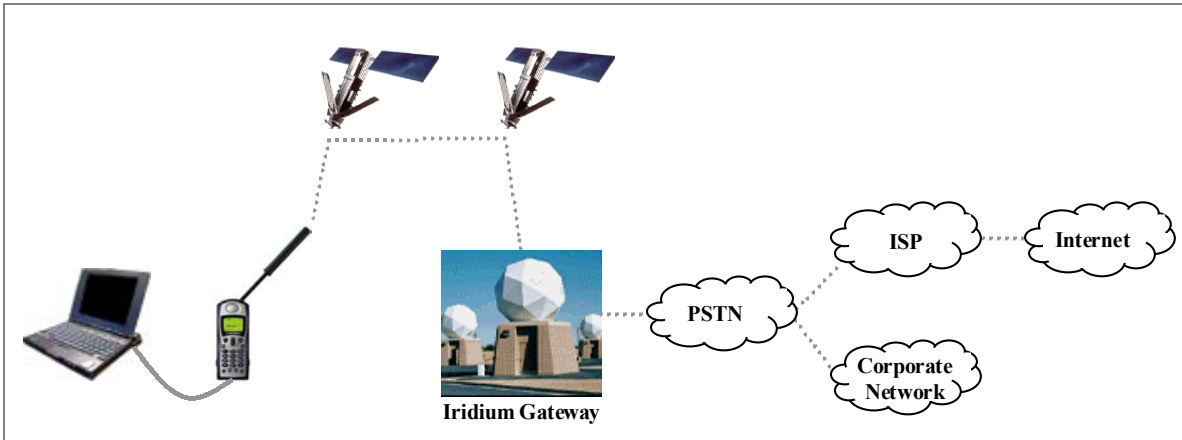 ISP
Internet
PSTN
Corporate
Network
Iridium Gateway